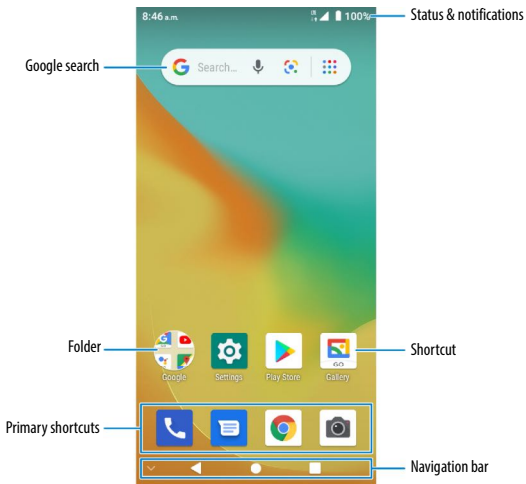 8:46 a.m. 100% Status & notifications
Google search G Search...
Folder Shortcut
GO
Google Settings Play Store Gallery
Primary shortcuts
Navigation bar